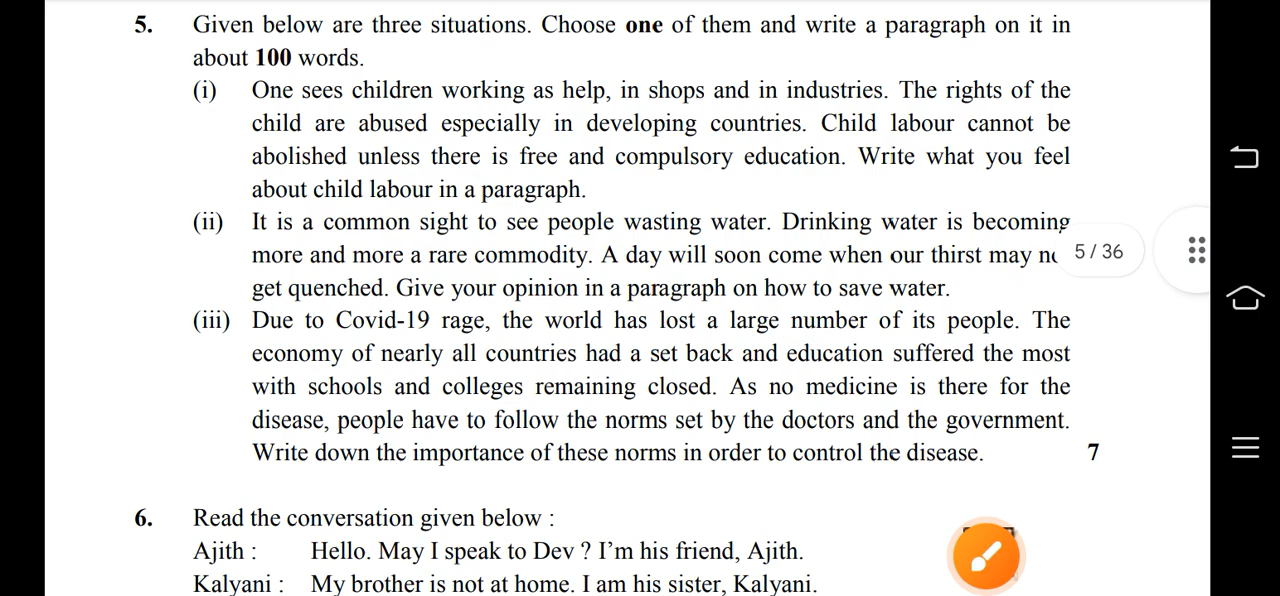 5. Given below are three situations. Choose one of them and write a paragraph on it in
about 100 words.
(i) One sees children working as help, in shops and in industries. The rights of the
child are abused especially in developing countries. Child labour cannot be
abolished unless there is free and compulsory education. Write what you feel
about child labour in a paragraph.
(ii) It is a common sight to see people wasting water. Drinking water is becoming
more and more a rare commodity. A day will soon come when our thirst may
5 / 36
get quenched. Give your opinion in a paragraph on how to save water.
(iii) Due to Covid-19 rage, the world has lost a large number of its people. The
economy of nearly all countries had a set back and education suffered the most
with schools and colleges remaining closed. As no medicine is there for the
disease, people have to follow the norms set by the doctors and the government.
Write down the importance of these norms in order to control the disease. 7
6. Read the conversation given below :
Ajith : Hello. May I speak to Dev ? I'm his friend, Ajith.
Kalyani : My brother is not at home. I am his sister, Kalyani.